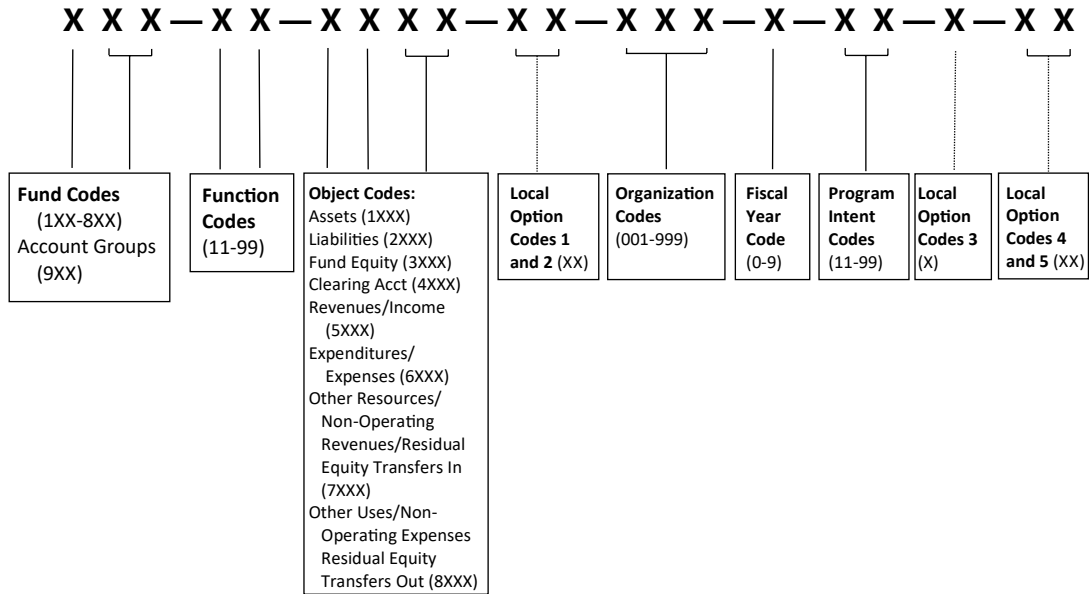 X X X — X X — X X X X — X X — X X X — X — X X — X — X X
Fund Codes
(1XX-8XX)
Account Groups
(9XX)
Function
Codes
(11-99)
Object Codes:
Assets (1XXX)
Liabilities (2XXX)
Fund Equity (3XXX)
Clearing Acct (4XXX)
Revenues/Income
(5XXX)
Expenditures/
Expenses (6XXX)
Other Resources/
Non-Operating
Revenues/Residual
Equity Transfers In
(7XXX)
Other Uses/Non-
Operating Expenses
Residual Equity
Transfers Out (8XXX)
Local
Option
Codes 1
and 2 (XX)
Organization
Codes
(001-999)
Fiscal
Year
Code
(0-9)
Program
Intent
Codes
(11-99)
Local
Option
Codes 3
(X)
Local
Option
Codes 4
and 5 (XX)